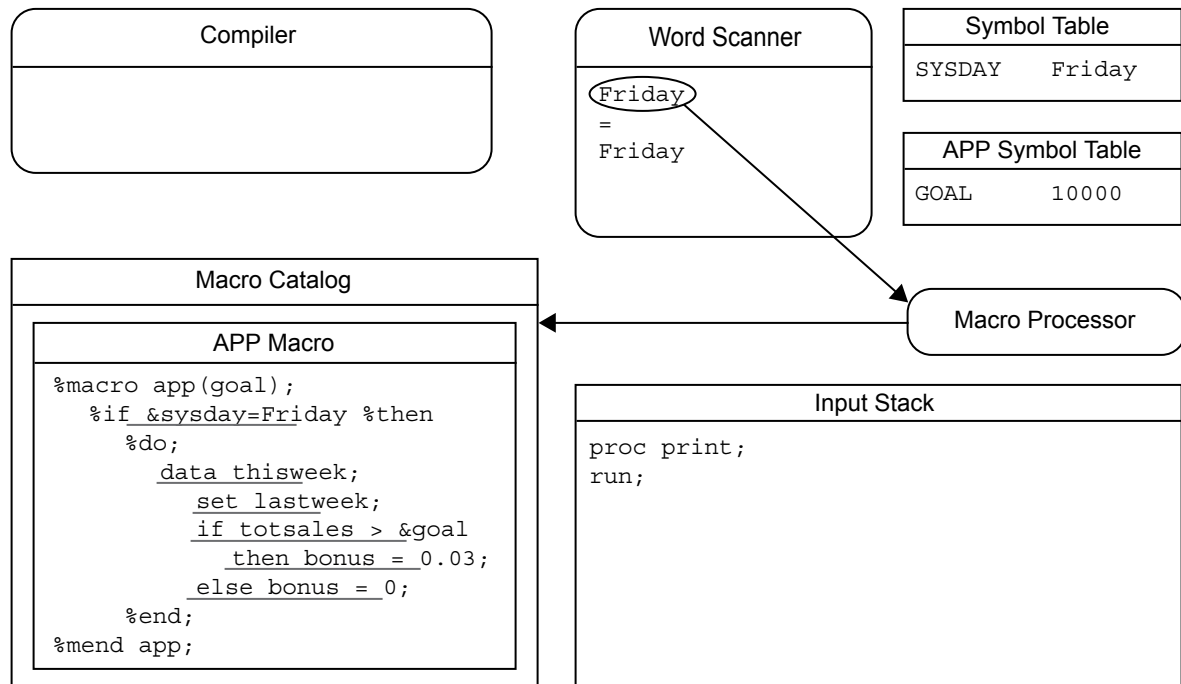 Compiler
Word Scanner
Friday
=
Friday
Symbol Table
SYSDAY Friday
APP Symbol Table
GOAL 10000
Macro Catalog
APP Macro
%macro app(goal);
%if &sysday=Friday %then
%do;
data thisweek;
set lastweek;
if totsales > &goal
then bonus = 0.03;
else bonus = 0;
%end;
%mend app;
Macro Processor
Input Stack
proc print;
run;